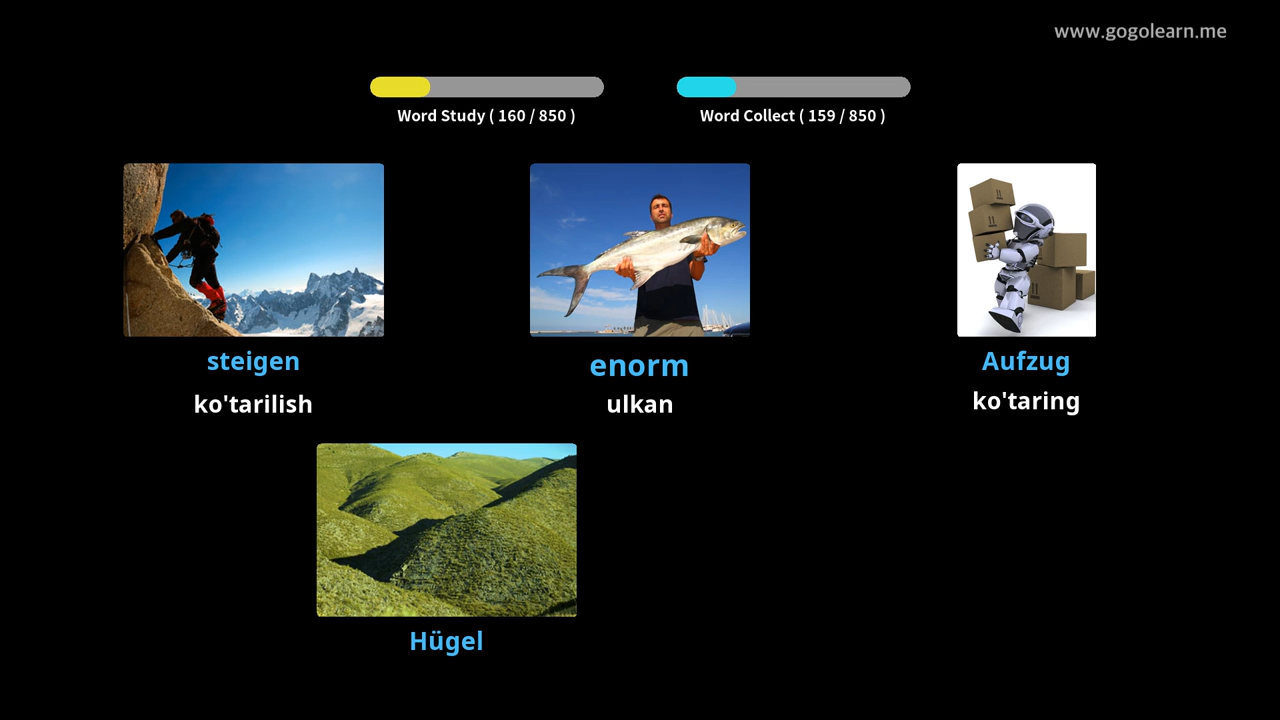 www.gogolearn.me
Word Study ( 160 / 850 )
Word Collect ( 159 / 850 )
steigen
enorm
Aufzug
ko'tarilish
ulkan
ko'taring
Hügel